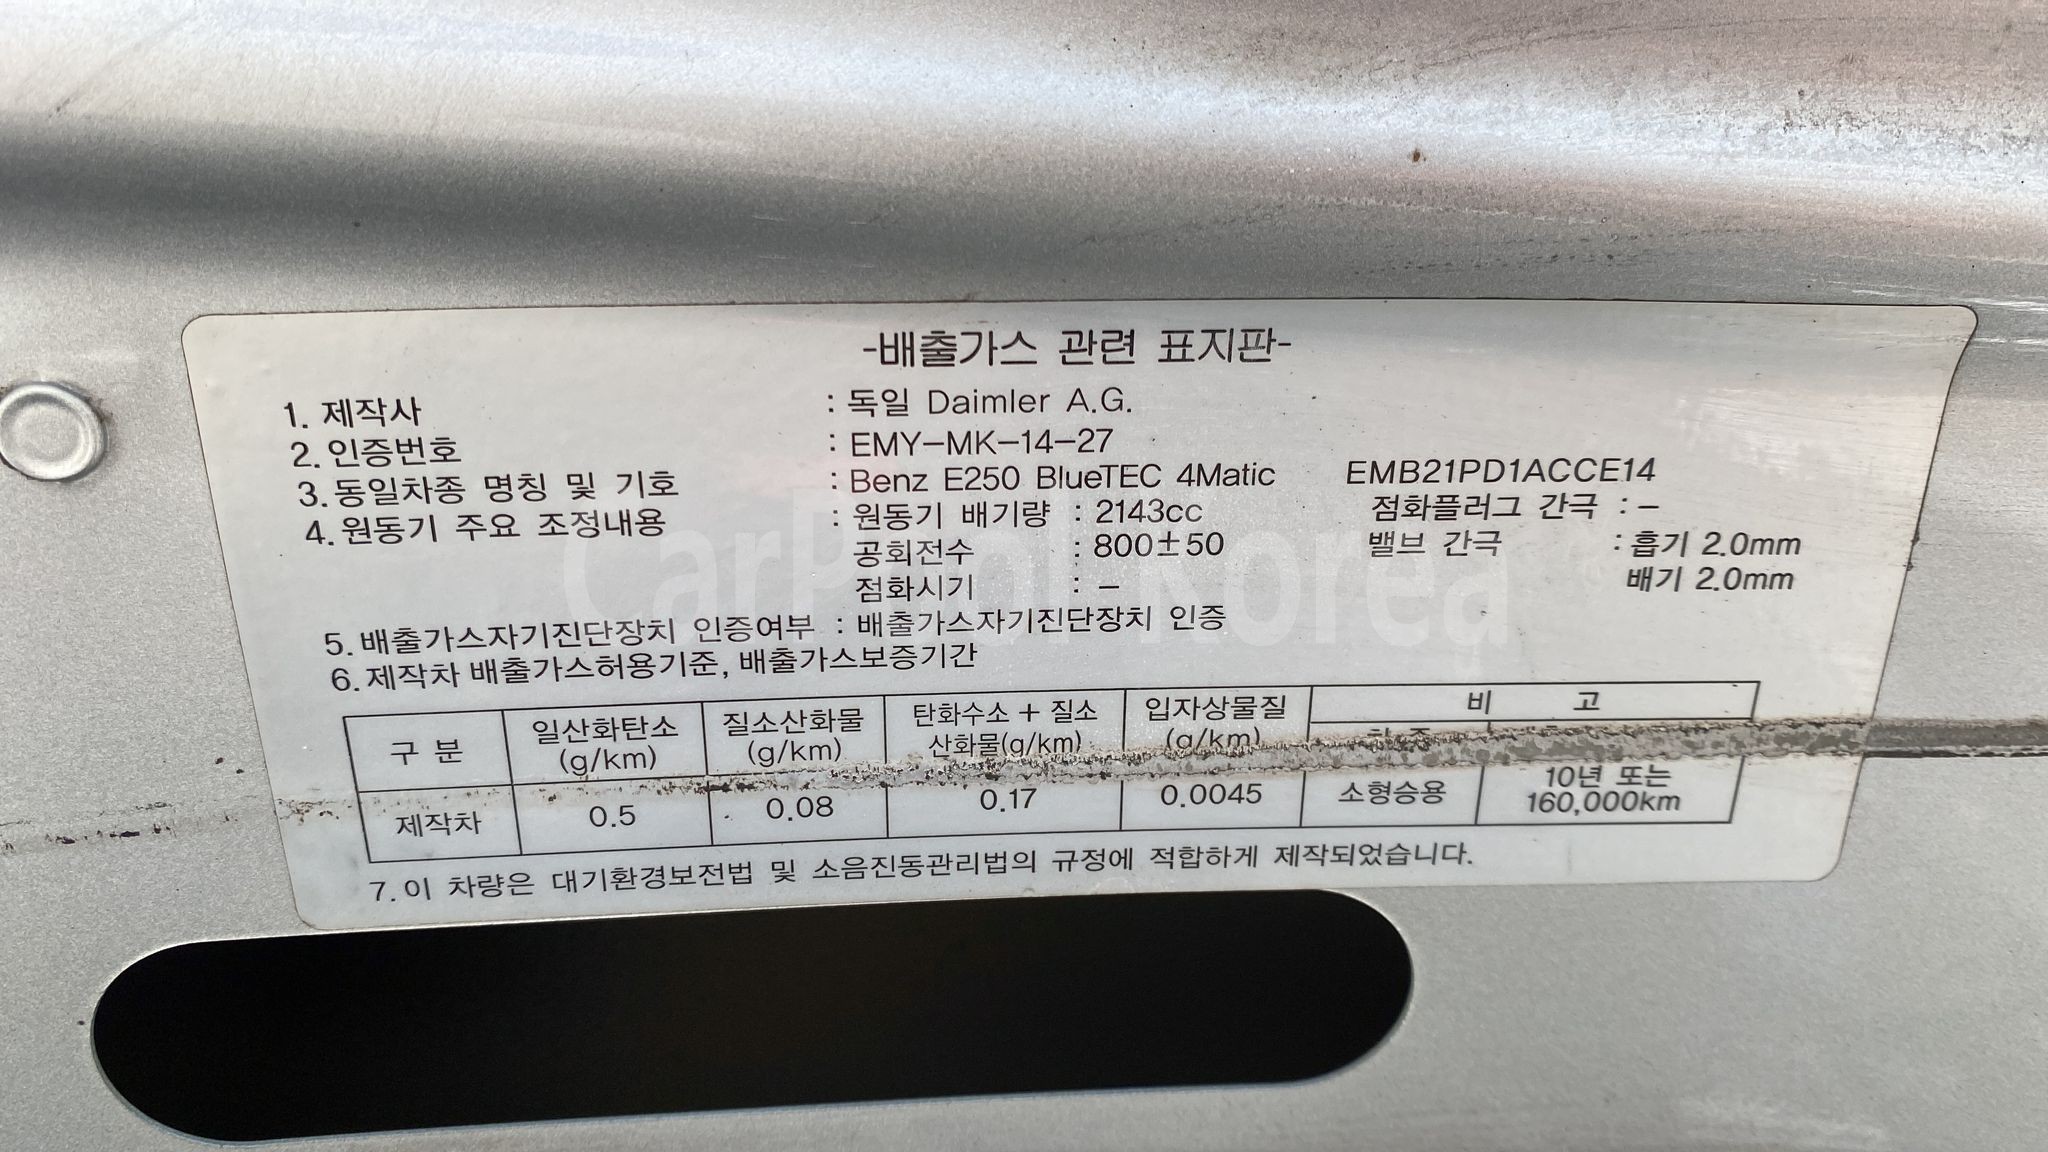 -배출가스 관련 표지판-
1. 제작사 : 독일 Daimler A.G.
2. 인증번호 : EMY-MK-14-27
3. 동일차종 명칭 및 기호 : Benz E250 BlueTEC 4Matic EMB21PD1ACCE14
4. 원동기 주요 조정내용 : 원동기 배기량 : 2143cc 점화플러그 간극 : -
공회전수 : 800±50 밸브 간극 : 흡기 2.0mm
점화시기 : - 배기 2.0mm
5. 배출가스자기진단장치 인증여부 : 배출가스자기진단장치 인증
6. 제작차 배출가스허용기준, 배출가스보증기간
구 분 일산화탄소 (g/km) 질소산화물 (g/km) 탄화수소 + 질소 산화물(g/km) 입자상물질 (g/km) 비 고
제작차 0.5 0.08 0.17 0.0045 소형승용 10년 또는 160,000km
7. 이 차량은 대기환경보전법 및 소음진동관리법의 규정에 적합하게 제작되었습니다.
Korea